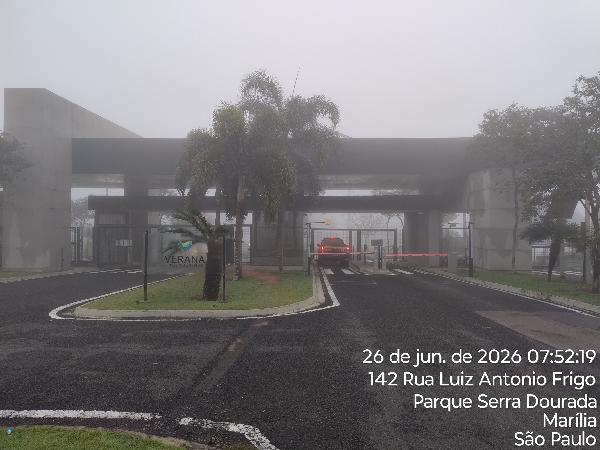 VERANA
26 de jun. de 2026 07:52:19
142 Rua Luiz Antonio Frigo
Parque Serra Dourada
Marília
São Paulo